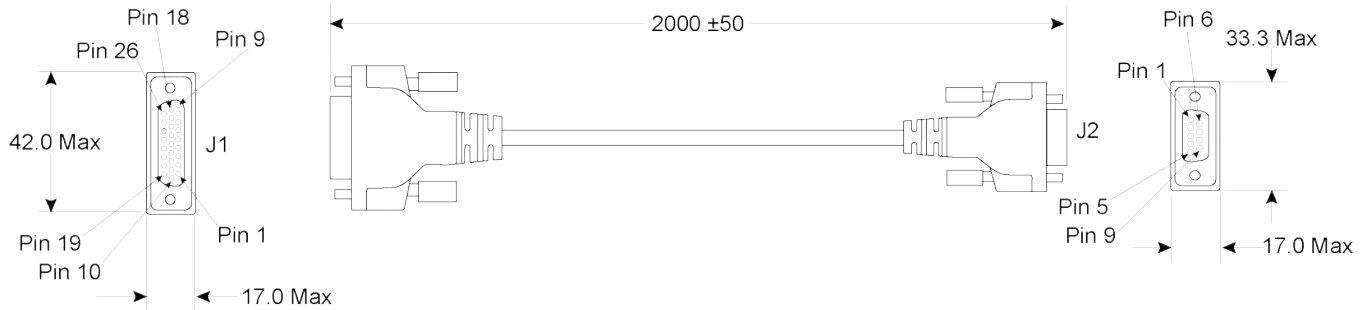 Pin 18
Pin 9
Pin 26
42.0 Max
J1
Pin 19
Pin 1
Pin 10
17.0 Max
2000 ±50
J2
Pin 6
33.3 Max
Pin 1
Pin 5
Pin 9
17.0 Max